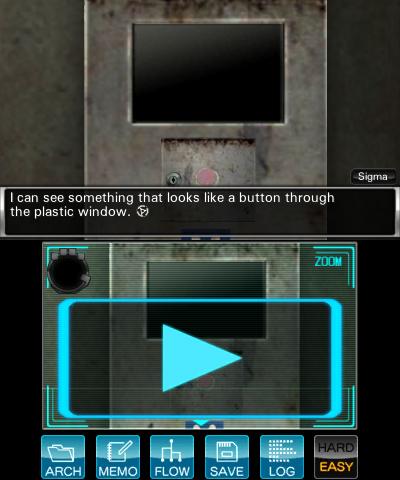 Sigma
I can see something that looks like a button through
the plastic window.
ZOOM
ARCH
MEMO
FLOW
SAVE
LOG
HARD
EASY